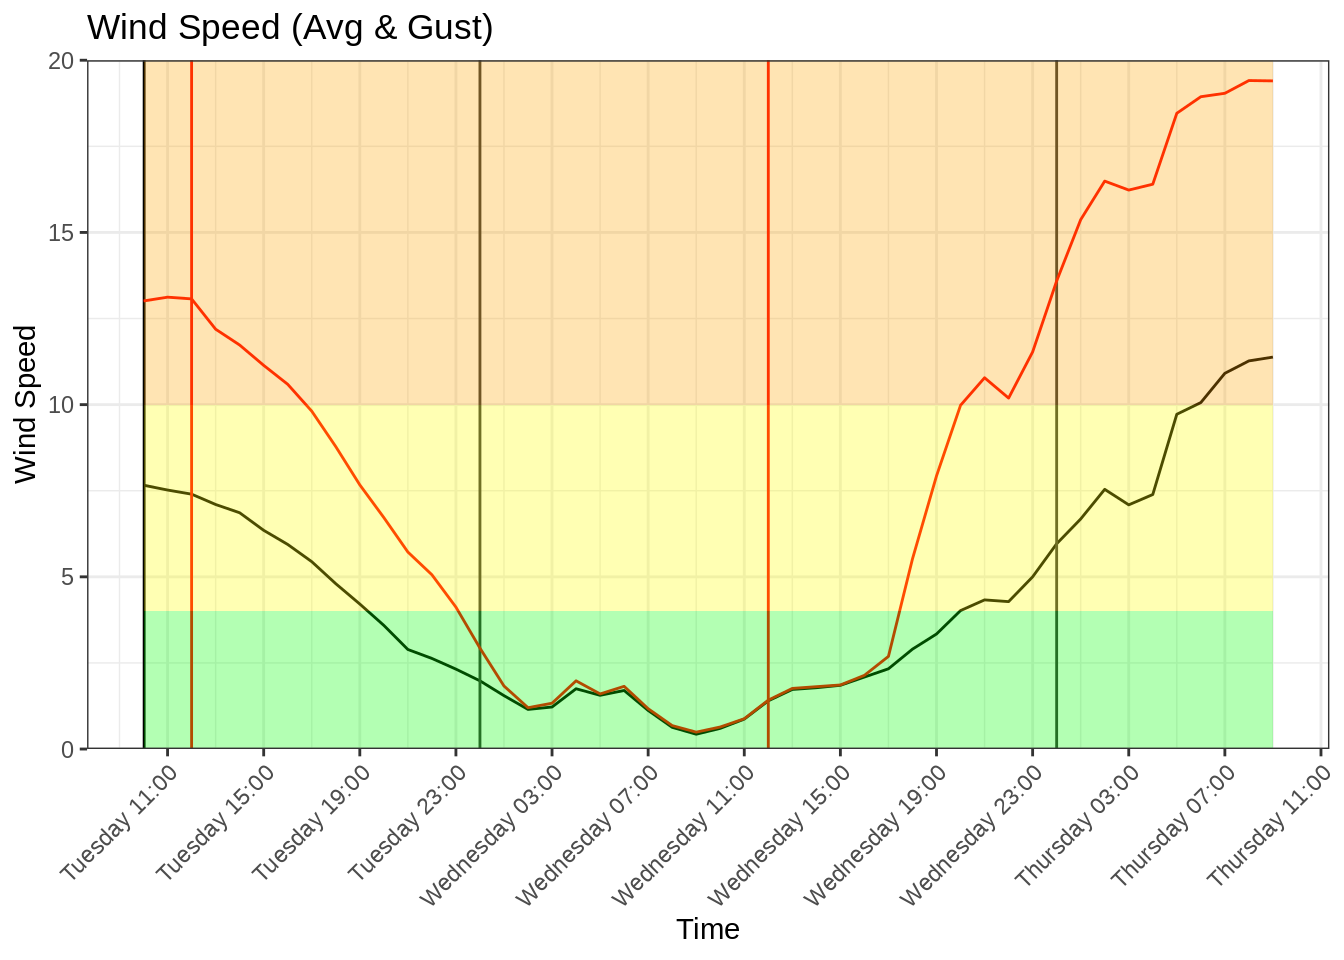 Wind Speed (Avg & Gust)
Wind Speed
20
15
10
5
0
Tuesday 11:00
Tuesday 15:00
Tuesday 19:00
Tuesday 23:00
Wednesday 03:00
Wednesday 07:00
Wednesday 11:00
Wednesday 15:00
Wednesday 19:00
Wednesday 23:00
Thursday 03:00
Thursday 07:00
Thursday 11:00
Time